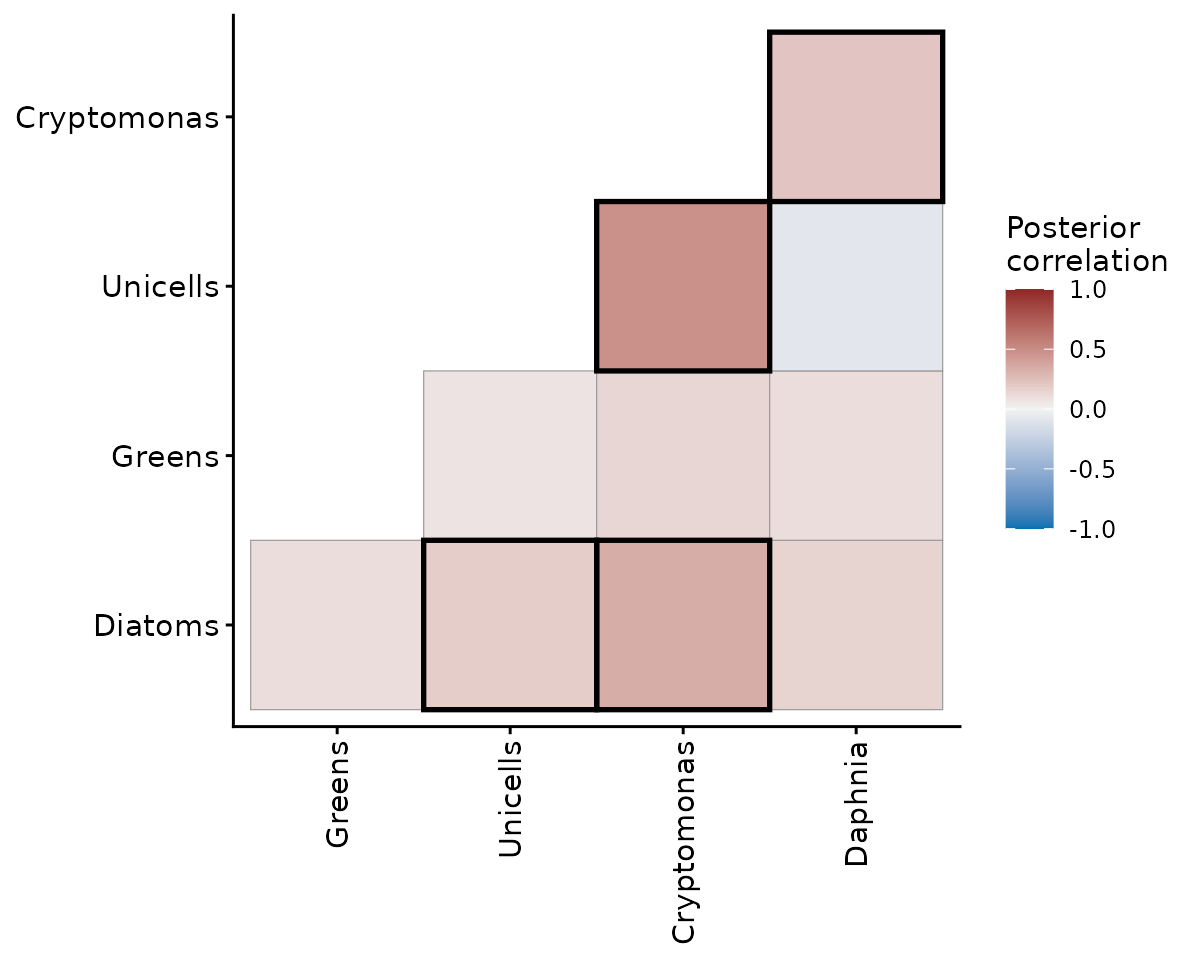 Cryptomonas
Unicells
Greens
Diatoms
Greens
Unicells
Cryptomonas
Daphnia
Posterior
correlation
1.0
0.5
0.0
-0.5
-1.0